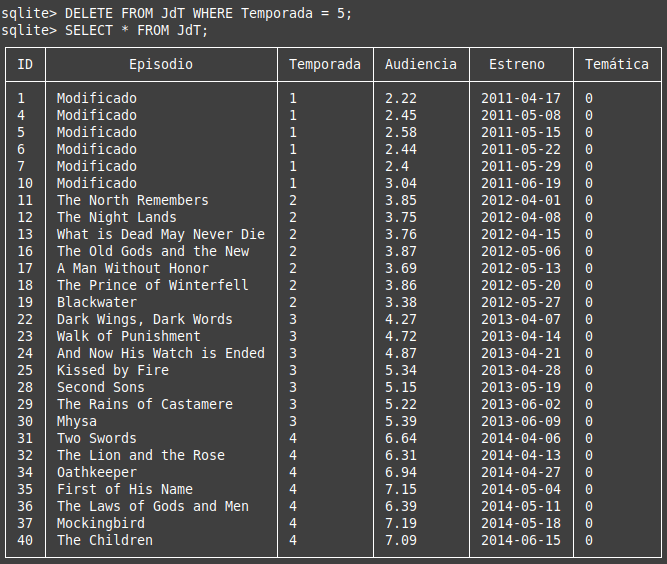 sqlite> DELETE FROM JdT WHERE Temporada = 5;
sqlite> SELECT * FROM JdT;
ID Episodio Temporada Audiencia Estreno Temática
1 Modificado 1 2.22 2011-04-17 0
4 Modificado 1 2.45 2011-05-08 0
5 Modificado 1 2.58 2011-05-15 0
6 Modificado 1 2.44 2011-05-22 0
7 Modificado 1 2.4 2011-05-29 0
10 Modificado 1 3.04 2011-06-19 0
11 The North Remembers 2 3.85 2012-04-01 0
12 The Night Lands 2 3.75 2012-04-08 0
13 What is Dead May Never Die 2 3.76 2012-04-15 0
16 The Old Gods and the New 2 3.87 2012-05-06 0
17 A Man Without Honor 2 3.69 2012-05-13 0
18 The Prince of Winterfell 2 3.86 2012-05-20 0
19 Blackwater 2 3.38 2012-05-27 0
22 Dark Wings, Dark Words 3 4.27 2013-04-07 0
23 Walk of Punishment 3 4.72 2013-04-14 0
24 And Now His Watch is Ended 3 4.87 2013-04-21 0
25 Kissed by Fire 3 5.34 2013-04-28 0
28 Second Sons 3 5.15 2013-05-19 0
29 The Rains of Castamere 3 5.22 2013-06-02 0
30 Mhysa 3 5.39 2013-06-09 0
31 Two Swords 4 6.64 2014-04-06 0
32 The Lion and the Rose 4 6.31 2014-04-13 0
34 Oathkeeper 4 6.94 2014-04-27 0
35 First of His Name 4 7.15 2014-05-04 0
36 The Laws of Gods and Men 4 6.39 2014-05-11 0
37 Mockingbird 4 7.19 2014-05-18 0
40 The Children 4 7.09 2014-06-15 0